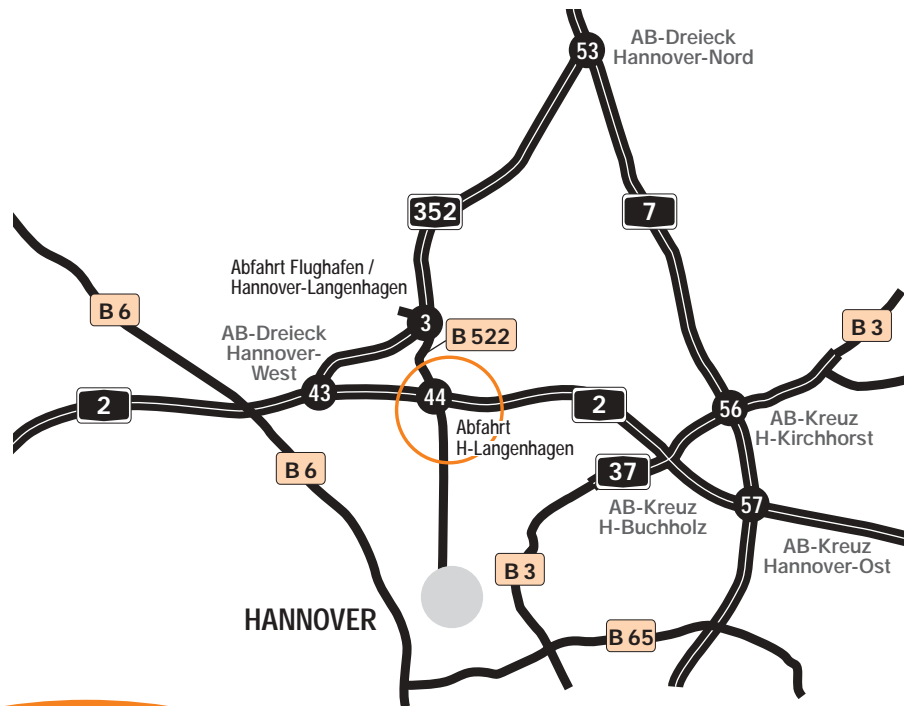 53
AB-Dreieck
Hannover-Nord
352
7
Abfahrt Flughafen /
Hannover-Langenhagen
B 6
3
B 522
B 3
AB-Dreieck
Hannover-
West
43
44
2
2
56
AB-Kreuz
H-Kirchhorst
Abfahrt
H-Langenhagen
B 6
37
AB-Kreuz
H-Buchholz
57
AB-Kreuz
Hannover-Ost
B 3
HANNOVER
B 65